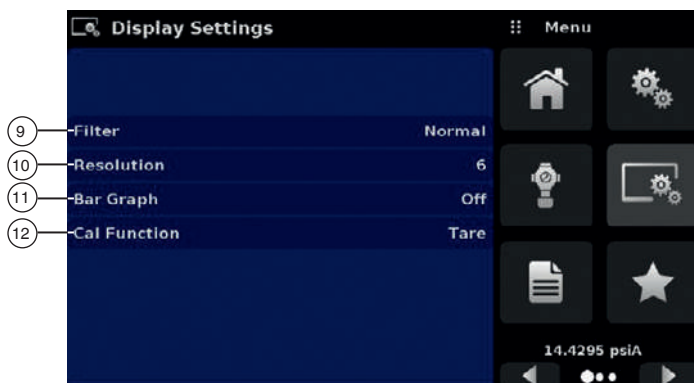 Display Settings
Menu
9 Filter Normal
10 Resolution 6
11 Bar Graph Off
12 Cal Function Tare
14.4295 psiA